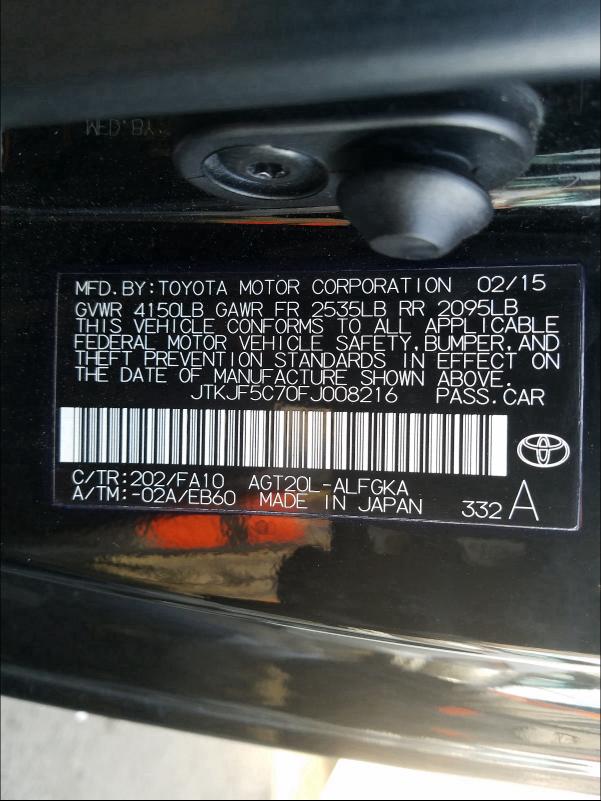 MFD.BY:
MFD.BY:TOYOTA MOTOR CORPORATION 02/15
GVWR 4150LB GAWR FR 2535LB RR 2095LB
THIS VEHICLE CONFORMS TO ALL APPLICABLE
FEDERAL MOTOR VEHICLE SAFETY,BUMPER,AND
THEFT PREVENTION STANDARDS IN EFFECT ON
THE DATE OF MANUFACTURE SHOWN ABOVE.
JTKJF5C70FJ008216 PASS.CAR
C/TR:202/FA10 AGT20L-ALFGKA
A/TM:-02A/EB60 MADE IN JAPAN 332 A